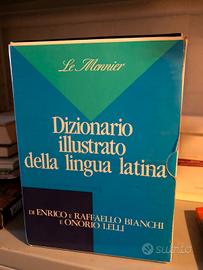 Le Monnier
Dizionario
illustrato
della lingua latina
DI ENRICO E RAFFAELLO BIANCHI
E ONORIO LELLI
subito